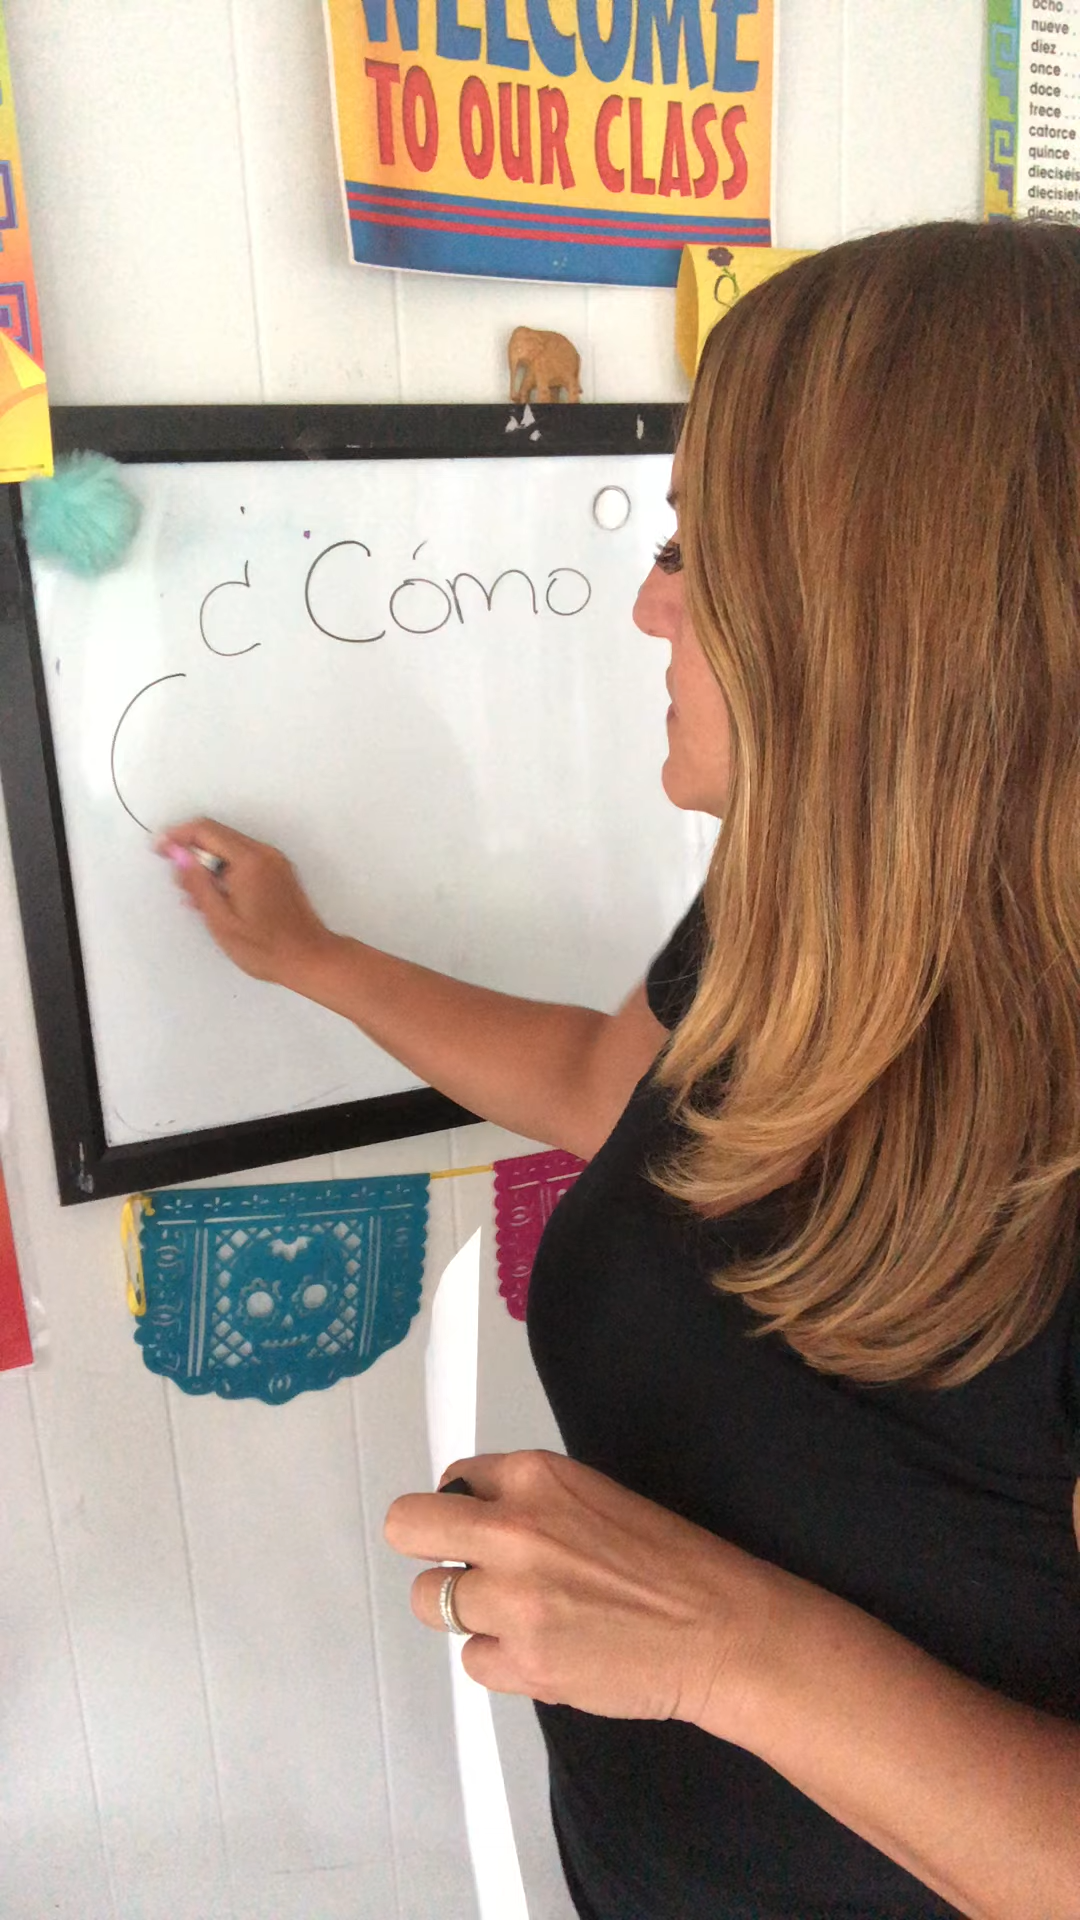 WELCOME
TO OUR CLASS
ocho . .
nueve .
diez . . .
once . . .
doce . . .
trece . . .
catorce
quince .
dieciséis
¿Cómo